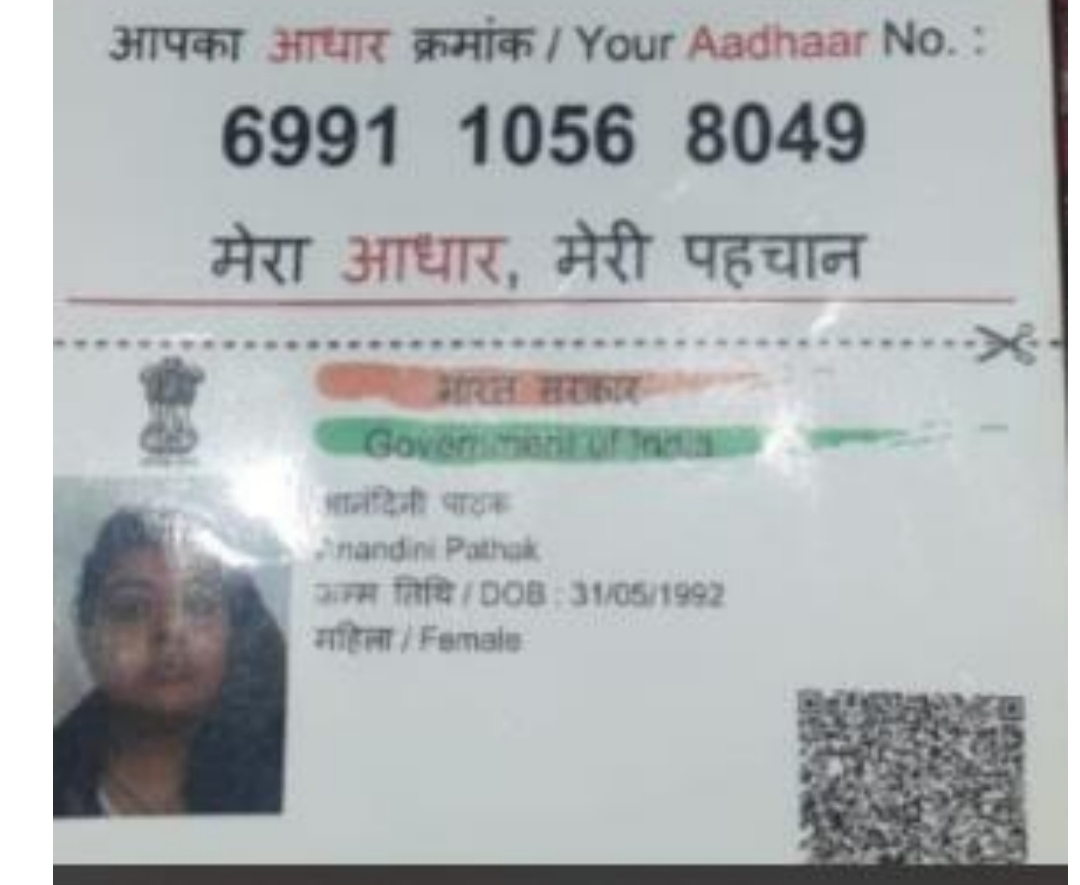 आपका आधार क्रमांक / Your Aadhaar No. :
6991 1056 8049
मेरा आधार, मेरी पहचान
भारत सरकार
Government of India
आनंदिनी पाठक
Anandini Pathak
जन्म तिथि / DOB : 31/05/1992
महिला / Female